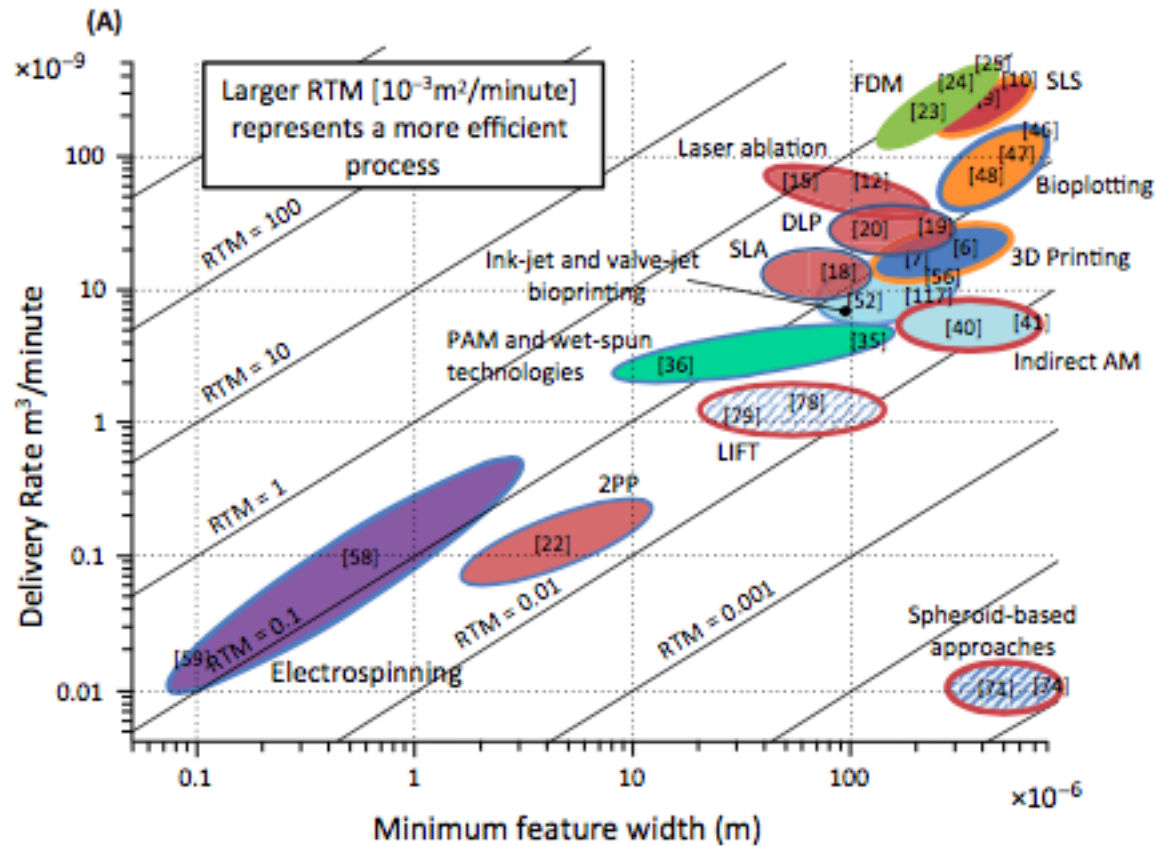 (A)
×10⁻⁹
Larger RTM [10⁻³m²/minute]
represents a more efficient
process
100
10
1
0.1
0.01
Delivery Rate m³/minute
RTM = 100
RTM = 10
RTM = 1
RTM = 0.1
RTM = 0.01
RTM = 0.001
FDM
[25]
[24]
[23]
[10]
[9]
SLS
[46]
[47]
[48]
Bioplotting
Laser ablation
[15]
[12]
DLP
[20]
[19]
SLA
[18]
[7]
[6]
3D Printing
Ink-jet and valve-jet
bioprinting
[56]
[52]
[117]
[40]
[41]
Indirect AM
PAM and wet-spun
technologies
[35]
[36]
[78]
[79]
LIFT
2PP
[22]
[58]
[59]
Electrospinning
Spheroid-based
approaches
[74]
[74]
0.1
1
10
100
×10⁻⁶
Minimum feature width (m)